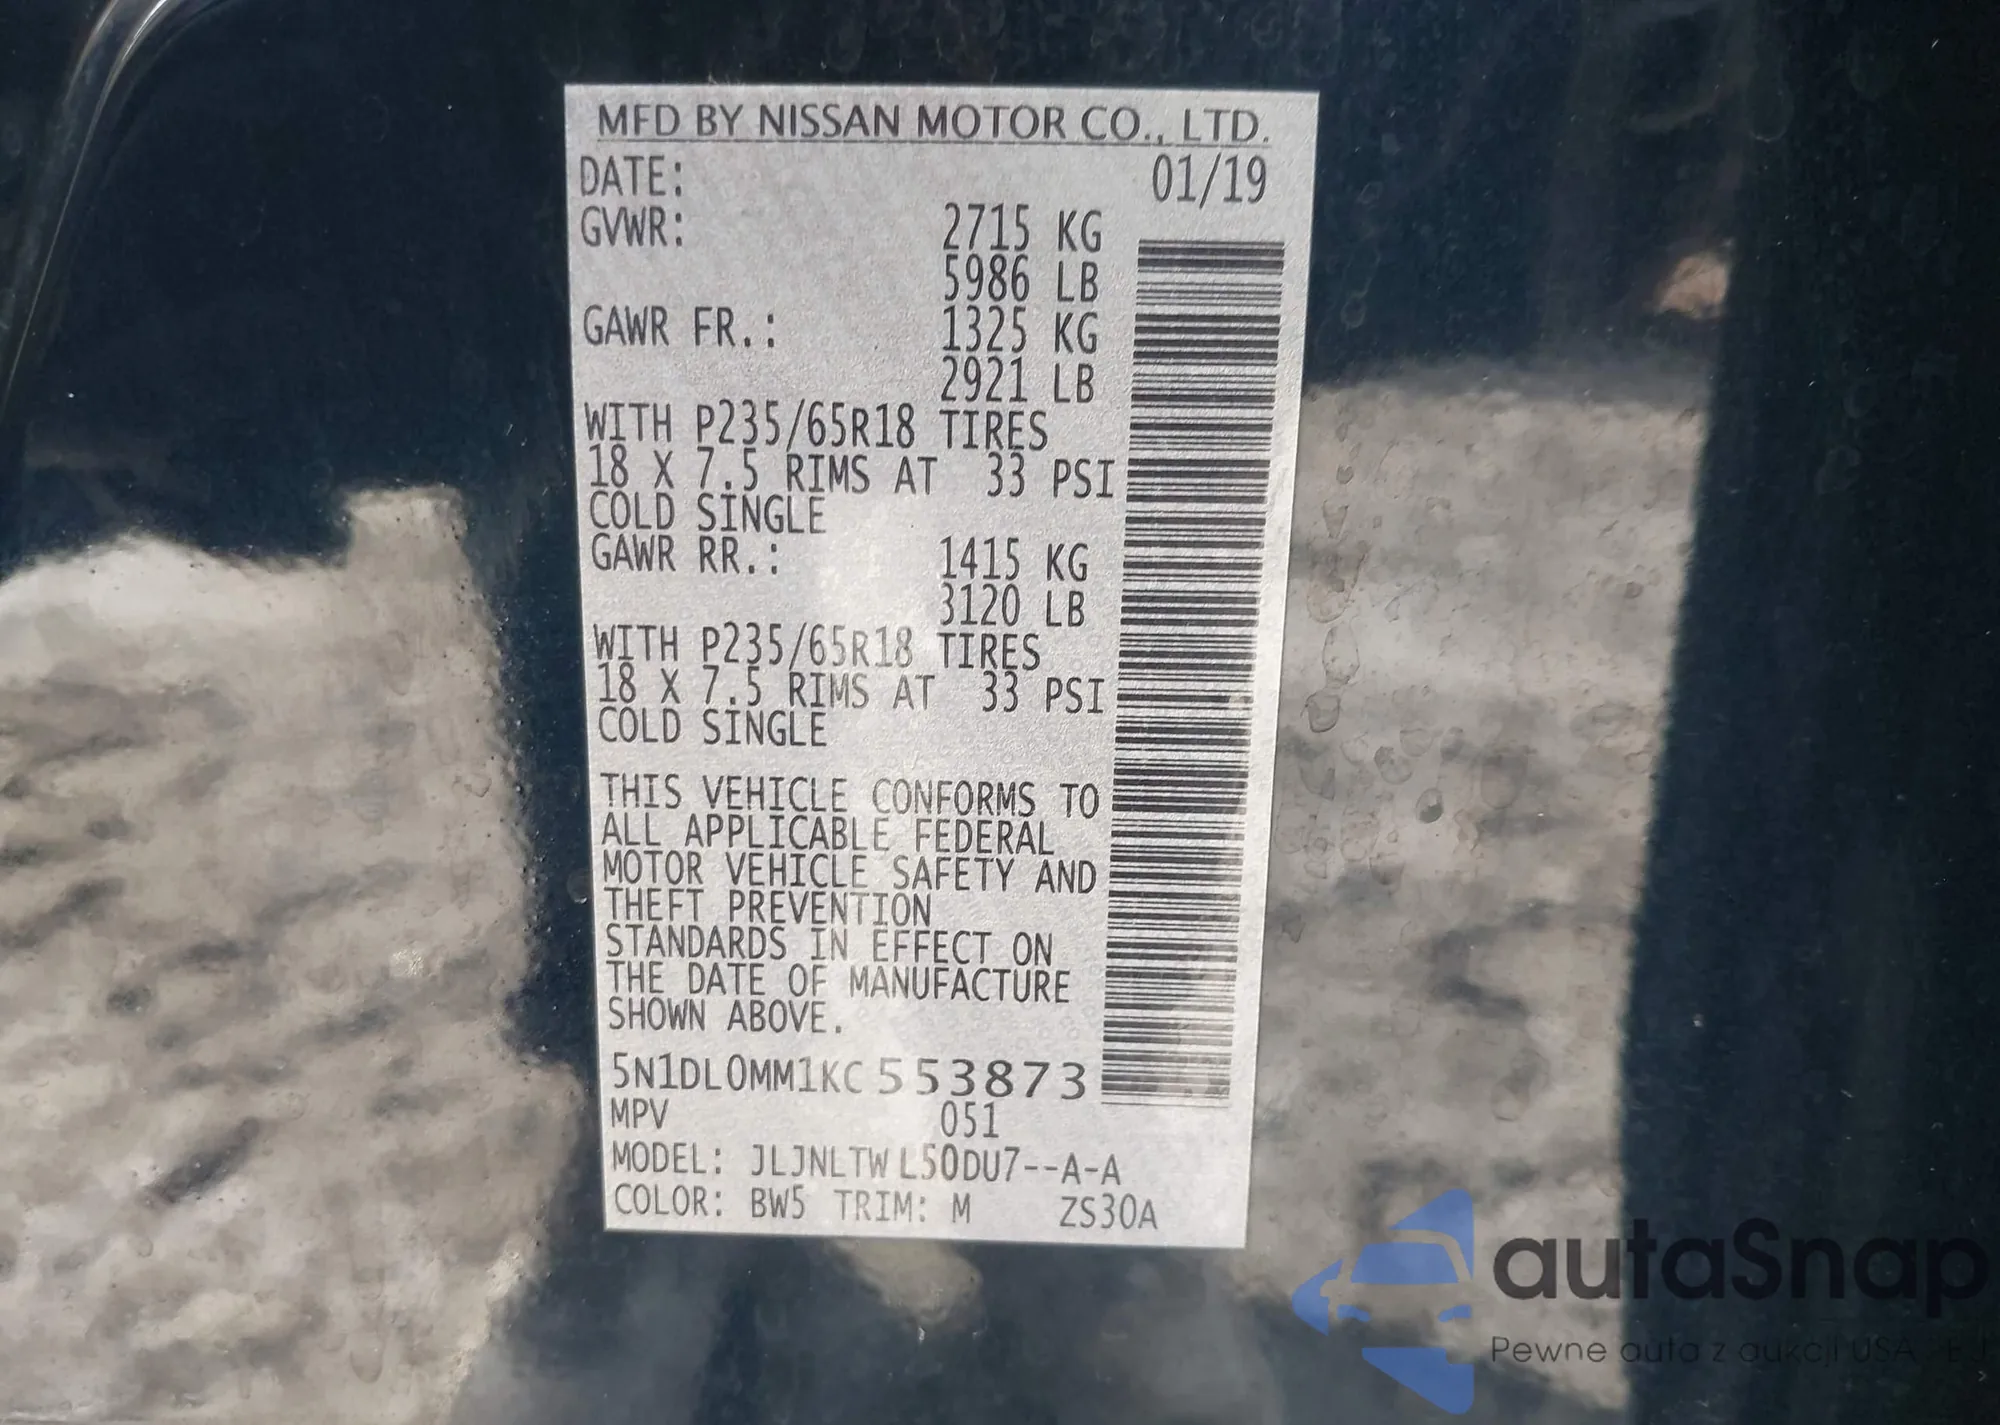 MFD BY NISSAN MOTOR CO., LTD.
DATE: 01/19
GVWR: 2715 KG
5986 LB
GAWR FR.: 1325 KG
2921 LB
WITH P235/65R18 TIRES
18 X 7.5 RIMS AT 33 PSI
COLD SINGLE
GAWR RR.: 1415 KG
3120 LB
WITH P235/65R18 TIRES
18 X 7.5 RIMS AT 33 PSI
COLD SINGLE
THIS VEHICLE CONFORMS TO
ALL APPLICABLE FEDERAL
MOTOR VEHICLE SAFETY AND
THEFT PREVENTION
STANDARDS IN EFFECT ON
THE DATE OF MANUFACTURE
SHOWN ABOVE.
5N1DL0MM1KC553873
MPV 051
MODEL: JLJNLTWL50DU7--A-A
COLOR: BW5 TRIM: M ZS30A
autaSnap
Pewne auta z aukcji USA